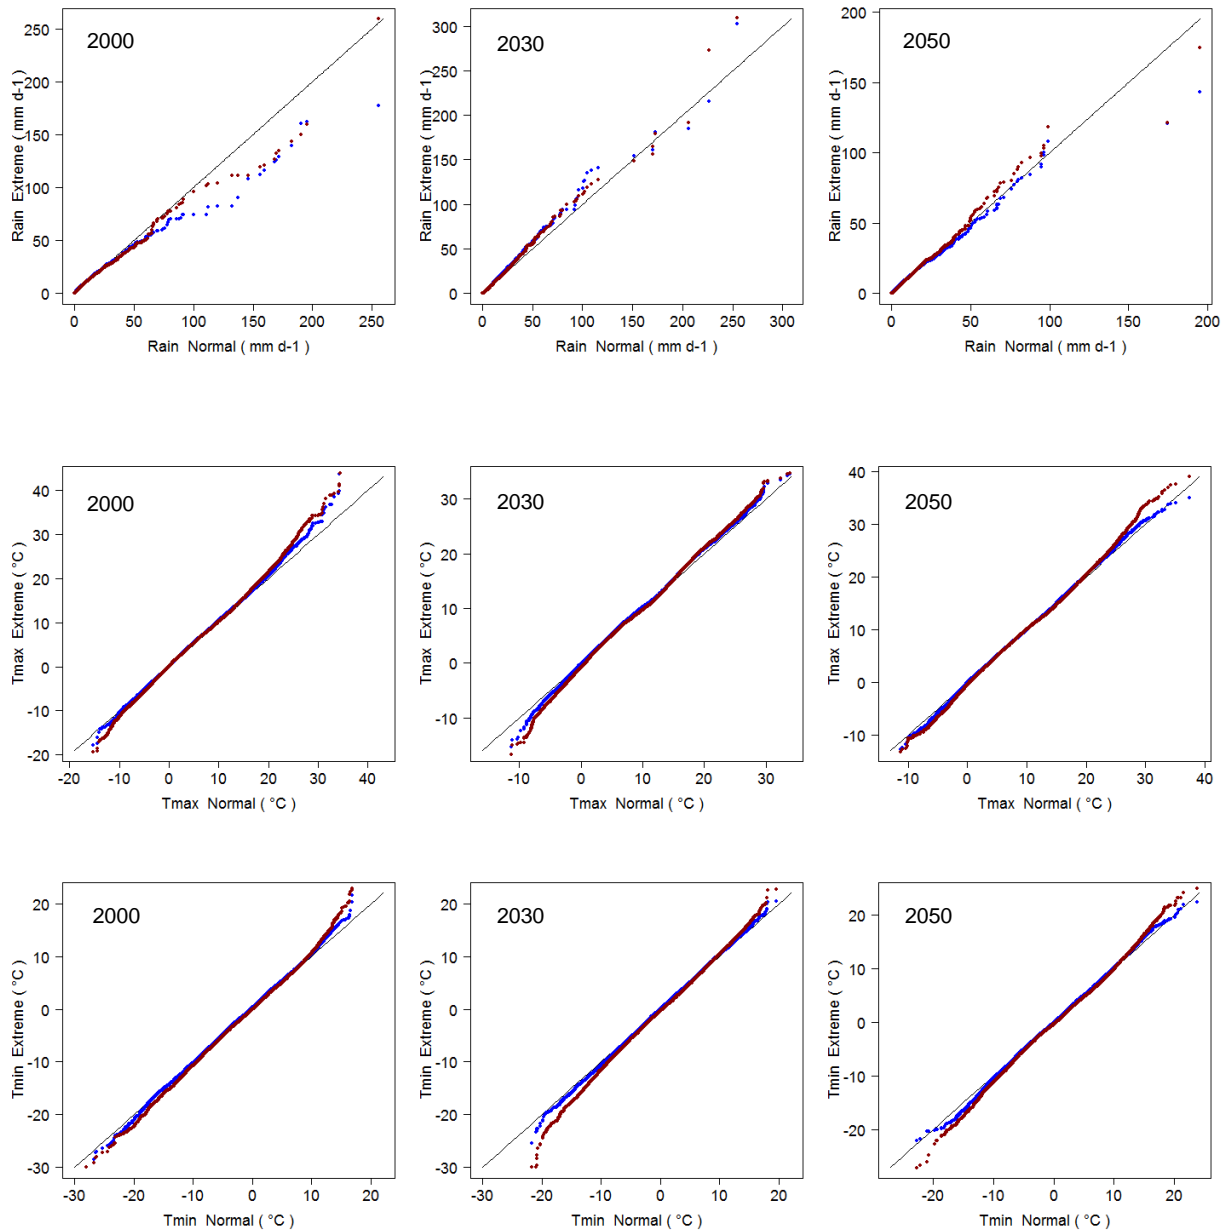 2000
250
200
150
100
50
0
Rain Extreme ( mm d-1 )
0 50 100 150 200 250
Rain Normal ( mm d-1 )
2030
300
250
200
150
100
50
0
Rain Extreme ( mm d-1 )
0 50 100 150 200 250 300
Rain Normal ( mm d-1 )
2050
200
150
100
50
0
Rain Extreme ( mm d-1 )
0 50 100 150 200
Rain Normal ( mm d-1 )
2000
40
30
20
10
0
-10
-20
Tmax Extreme ( °C )
-20 -10 0 10 20 30 40
Tmax Normal ( °C )
2030
30
20
10
0
-10
Tmax Extreme ( °C )
-10 0 10 20 30
Tmax Normal ( °C )
2050
40
30
20
10
0
-10
Tmax Extreme ( °C )
-10 0 10 20 30 40
Tmax Normal ( °C )
2000
20
10
0
-10
-20
-30
Tmin Extreme ( °C )
-30 -20 -10 0 10 20
Tmin Normal ( °C )
2030
20
10
0
-10
-20
-30
Tmin Extreme ( °C )
-30 -20 -10 0 10 20
Tmin Normal ( °C )
2050
20
10
0
-10
-20
Tmin Extreme ( °C )
-20 -10 0 10 20
Tmin Normal ( °C )